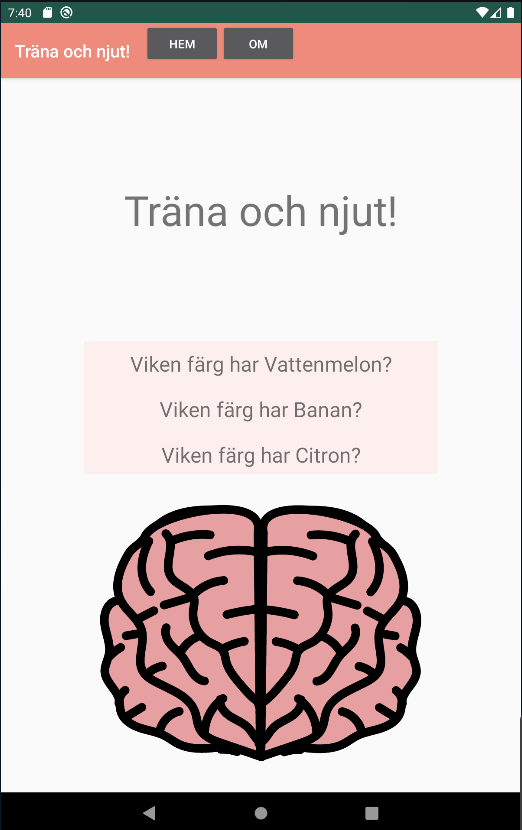 7:40
Träna och njut! HEM OM
Träna och njut!
Viken färg har Vattenmelon?
Viken färg har Banan?
Viken färg har Citron?